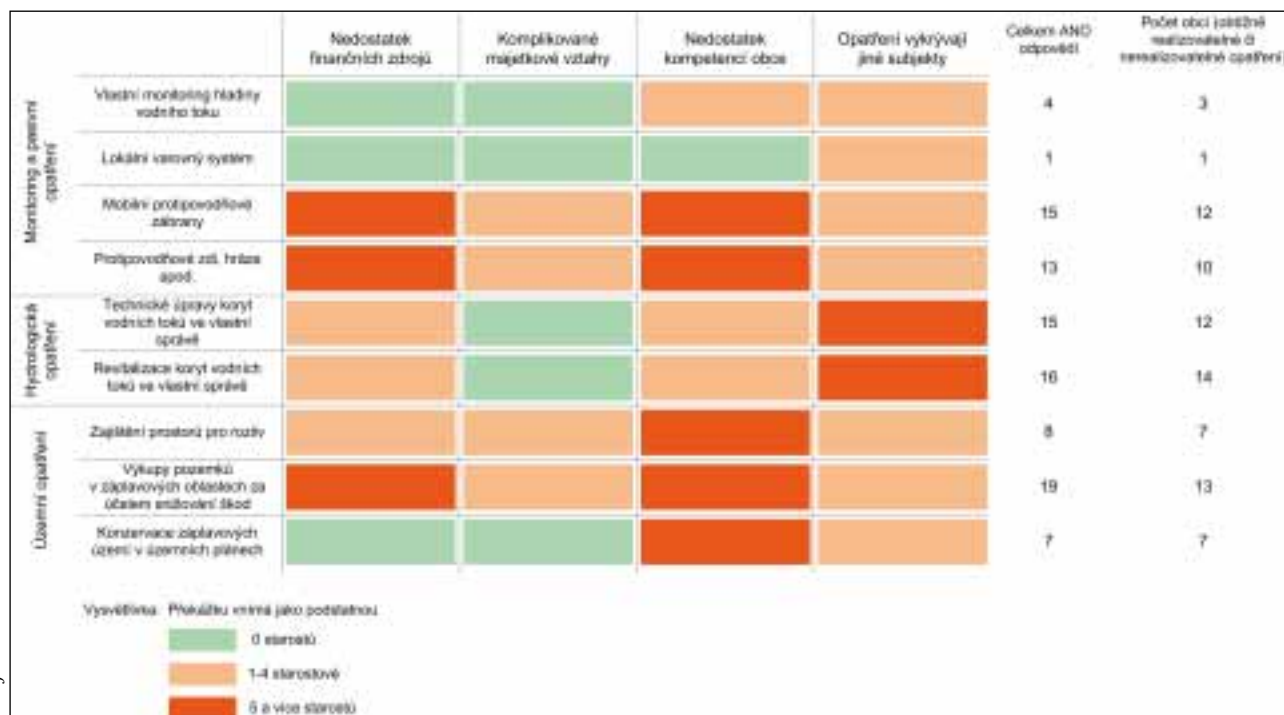 Nedostatek
finančních zdrojů
Komplikované
majetkové vztahy
Nedostatek
kompetencí obce
Opatření vykrývají
jiné subjekty
Celkem ANO
odpovědí
Počet obcí
realizovatelné či
nerealizovatelné opatření
Monitoring a pasivní
opatření
Vlastní monitoring hladiny
vodního toku
4
3
Lokální varovný systém
1
1
Mobilní protipovodňové
zábrany
15
12
Protipovodňové zdi, hráze
apod.
13
10
Hydrologická
opatření
Technické úpravy koryt
vodních toků ve vlastní
správě
15
12
Revitalizace koryt vodních
toků ve vlastní správě
16
14
Územní opatření
Zajištění prostorů pro rozliv
8
7
Výkupy pozemků
v záplavových oblastech za
účelem snižování škod
19
13
Konzervace záplavových
území v územních plánech
7
7
Vysvětlivka: Překážku vnímá jako podstatnou
0 starostů
1-4 starostové
5 a více starostů